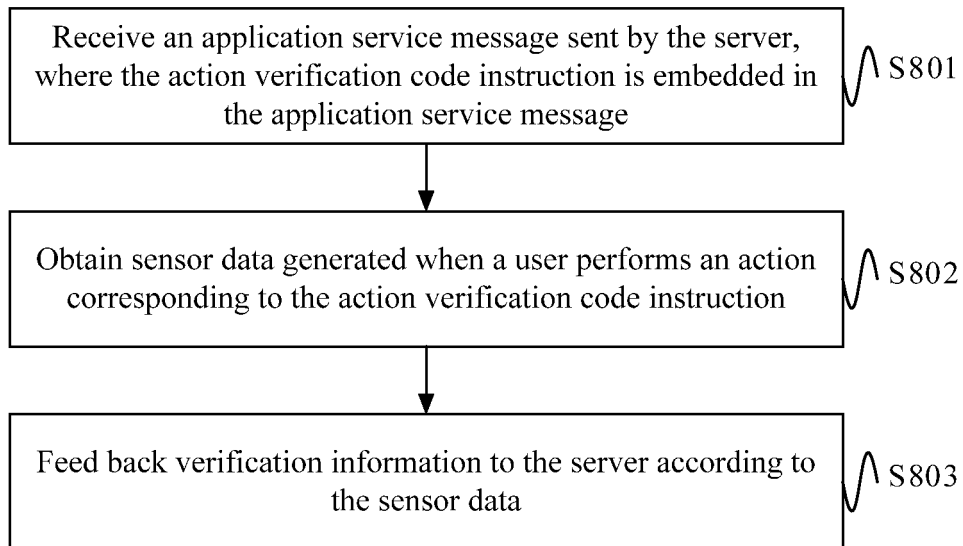 Receive an application service message sent by the server,
where the action verification code instruction is embedded in
the application service message
S801
Obtain sensor data generated when a user performs an action
corresponding to the action verification code instruction
S802
Feed back verification information to the server according to
the sensor data
S803